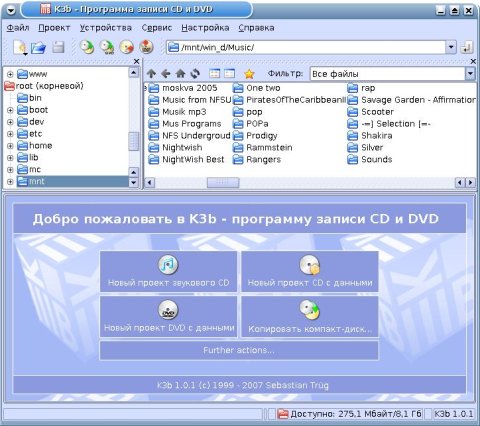 K3b - Программа записи CD и DVD
Файл Проект Устройства Сервис Настройка Справка
/mnt/win_d/Music/
Фильтр: Все файлы
www
root (корневой)
bin
boot
dev
etc
home
lib
mc
mnt
moskva 2005
Music from NFSU
Musik mp3
Mus Programs
NFS Undergroud
Nightwish
NightWish Best
One two
PiratesOfTheCaribbeanII
pop
POPa
Prodigy
Rammstein
Rangers
rap
Savage Garden - Affirmation
Scooter
-=] Selection [=-
Shakira
Silver
Sounds
Добро пожаловать в K3b - программу записи CD и DVD
Новый проект звукового CD
Новый проект CD с данными
Новый проект DVD с данными
Копировать компакт-диск...
Further actions...
K3b 1.0.1 (c) 1999 - 2007 Sebastian Trüg
Доступно: 275,1 Мбайт/8,1 Гб
K3b 1.0.1